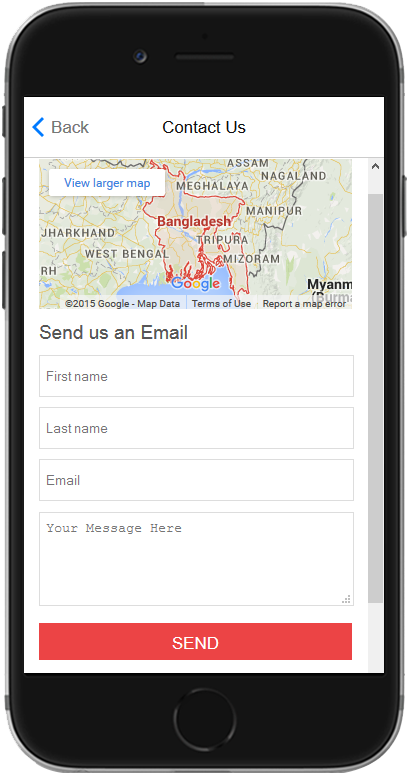 Back
Contact Us
View larger map
ASSAM
NAGALAND
MEGHALAYA
MANIPUR
Bangladesh
JHARKHAND
TRIPURA
WEST BENGAL
MIZORAM
RH
Google
Myanm
(Burma
©2015 Google - Map Data
Terms of Use
Report a map error
Send us an Email
First name
Last name
Email
Your Message Here
SEND